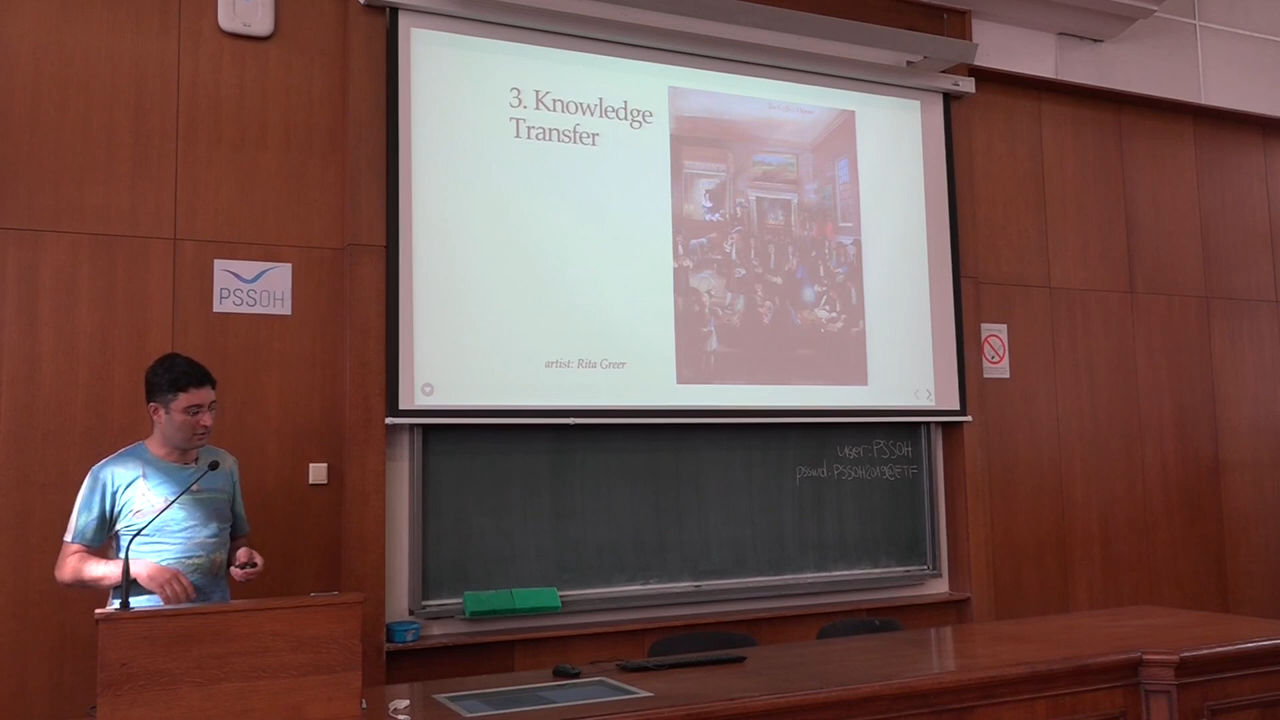 3. Knowledge
Transfer
artist: Rita Greer
PSSOH
user: PSSOH
psswd. PSSOH2019@ETF